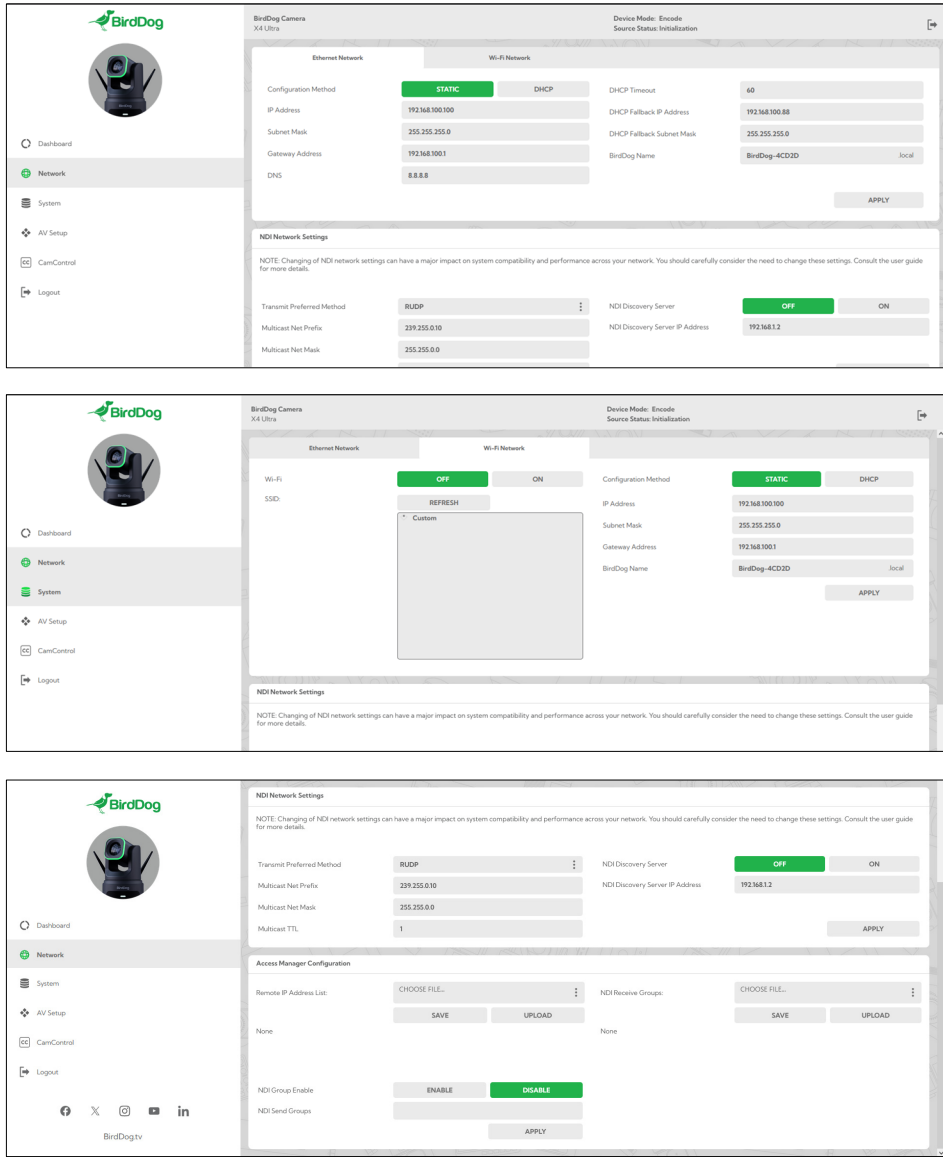 BirdDog
BirdDog Camera
X4 Ultra
Device Mode: Encode
Source Status: Initialization
Dashboard
Network
System
AV Setup
CC CamControl
Logout
Ethernet Network
Wi-Fi Network
Configuration Method STATIC DHCP
IP Address 192.168.100.100
Subnet Mask 255.255.255.0
Gateway Address 192.168.100.1
DNS 8.8.8.8
DHCP Timeout 60
DHCP Fallback IP Address 192.168.100.88
DHCP Fallback Subnet Mask 255.255.255.0
BirdDog Name BirdDog-4CD2D .local
APPLY
NDI Network Settings
NOTE: Changing of NDI network settings can have a major impact on system compatibility and performance across your network. You should carefully consider the need to change these settings. Consult the user guide
for more details.
Transmit Preferred Method RUDP
Multicast Net Prefix 239.255.0.10
Multicast Net Mask 255.255.0.0
NDI Discovery Server OFF ON
NDI Discovery Server IP Address 192.168.1.2
BirdDog
BirdDog Camera
X4 Ultra
Device Mode: Encode
Source Status: Initialization
Dashboard
Network
System
AV Setup
CC CamControl
Logout
Ethernet Network
Wi-Fi Network
Wi-Fi OFF ON
SSID: REFRESH
* Custom
Configuration Method STATIC DHCP
IP Address 192.168.100.100
Subnet Mask 255.255.255.0
Gateway Address 192.168.100.1
BirdDog Name BirdDog-4CD2D .local
APPLY
NDI Network Settings
NOTE: Changing of NDI network settings can have a major impact on system compatibility and performance across your network. You should carefully consider the need to change these settings. Consult the user guide
for more details.
BirdDog
Dashboard
Network
System
AV Setup
CC CamControl
Logout
BirdDog.tv
NDI Network Settings
NOTE: Changing of NDI network settings can have a major impact on system compatibility and performance across your network. You should carefully consider the need to change these settings. Consult the user guide
for more details.
Transmit Preferred Method RUDP
Multicast Net Prefix 239.255.0.10
Multicast Net Mask 255.255.0.0
Multicast TTL 1
NDI Discovery Server OFF ON
NDI Discovery Server IP Address 192.168.1.2
APPLY
Access Manager Configuration
Remote IP Address List: CHOOSE FILE...
SAVE UPLOAD
None
NDI Receive Groups: CHOOSE FILE...
SAVE UPLOAD
None
NDI Group Enable ENABLE DISABLE
NDI Send Groups
APPLY